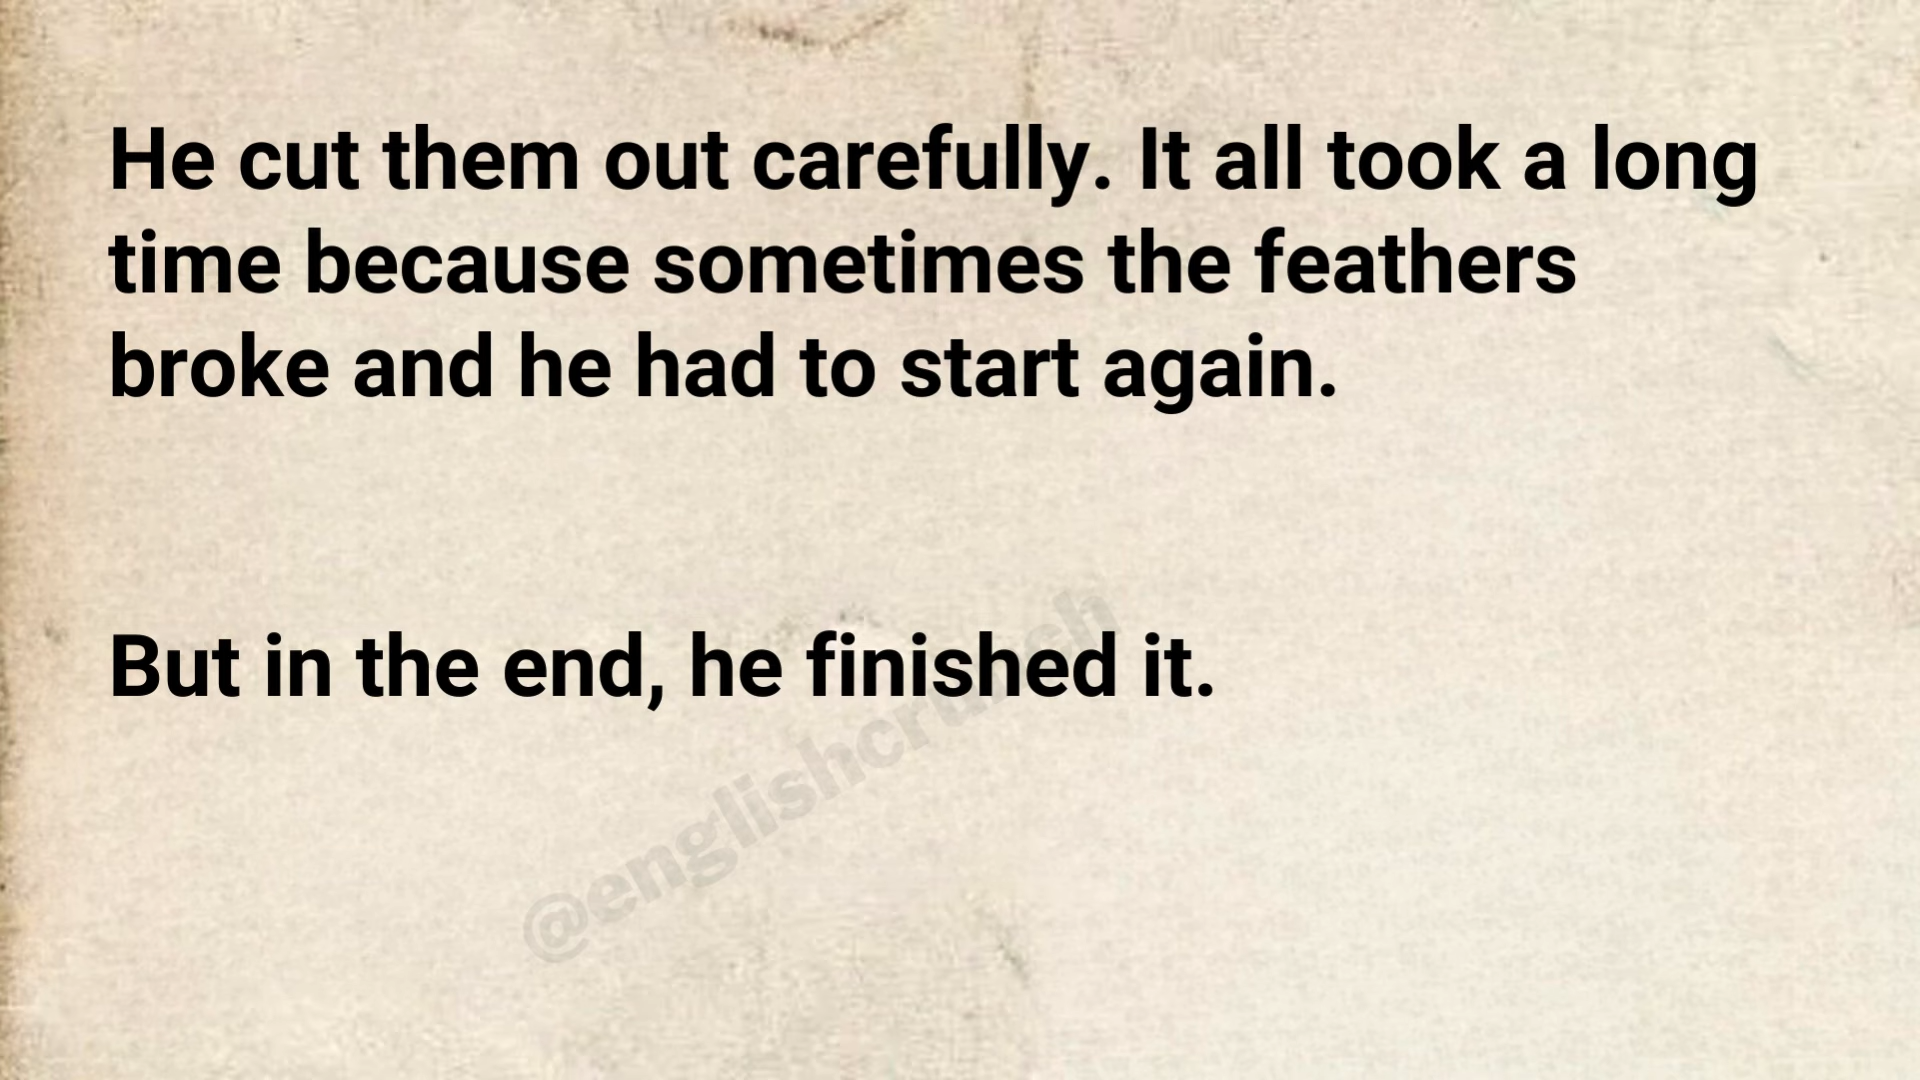 He cut them out carefully. It all took a long
time because sometimes the feathers
broke and he had to start again.
But in the end, he finished it.
@englishcrunch